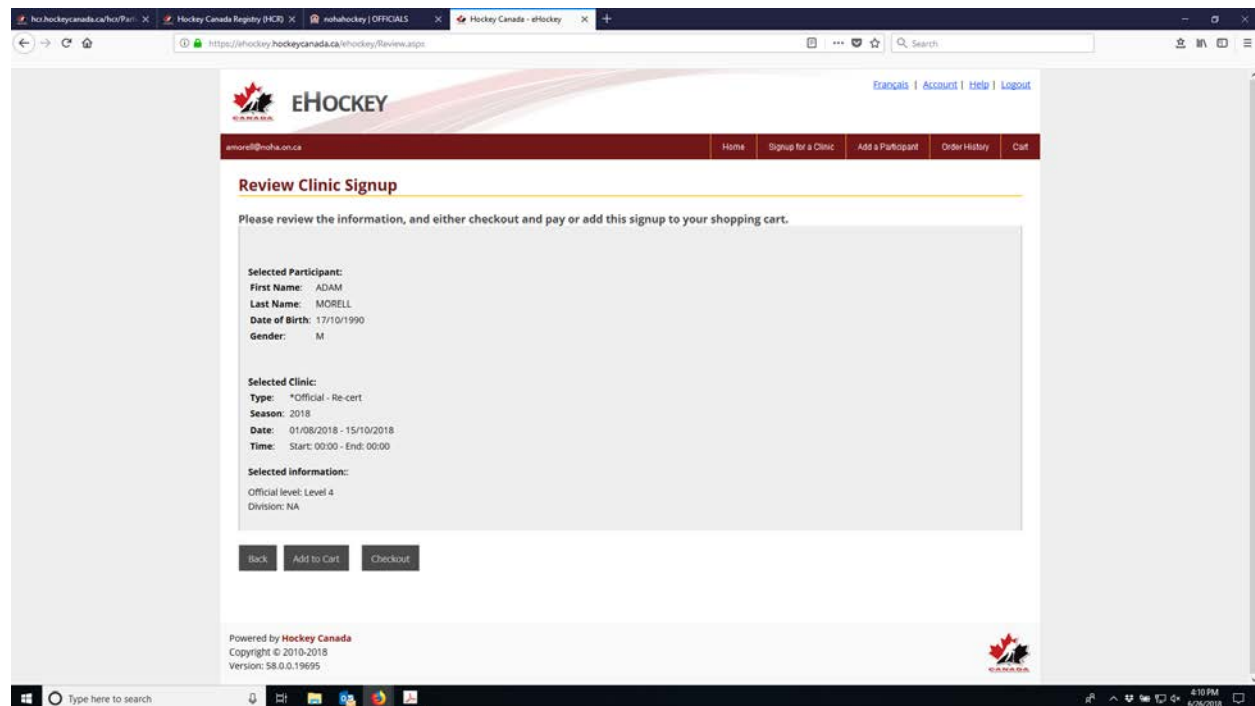 hcr.hockeycanada.ca/hcr/Parti
Hockey Canada Registry (HCR)
nohahockey | OFFICIALS
Hockey Canada - eHockey
https://ehockey.hockeycanada.ca/ehockey/Review.aspx
Search
Français | Account | Help | Logout
CANADA
EHOCKEY
amorell@noha.on.ca
Home
Signup for a Clinic
Add a Participant
Order History
Cart
Review Clinic Signup
Please review the information, and either checkout and pay or add this signup to your shopping cart.
Selected Participant:
First Name: ADAM
Last Name: MORELL
Date of Birth: 17/10/1990
Gender: M
Selected Clinic:
Type: *Official - Re-cert
Season: 2018
Date: 01/08/2018 - 15/10/2018
Time: Start: 00:00 - End: 00:00
Selected information::
Official level: Level 4
Division: NA
Back
Add to Cart
Checkout
Powered by Hockey Canada
Copyright © 2010-2018
Version: 58.0.0.19695
CANADA
Type here to search
4:10 PM
6/26/2018